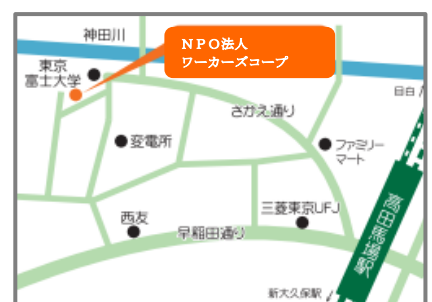 神田川
NPO法人
ワーカーズコープ
東京
富士大学
目白
さかえ通り
変電所
ファミリー
マート
高田馬場駅
三菱東京UFJ
西友
早稲田通り
新大久保駅